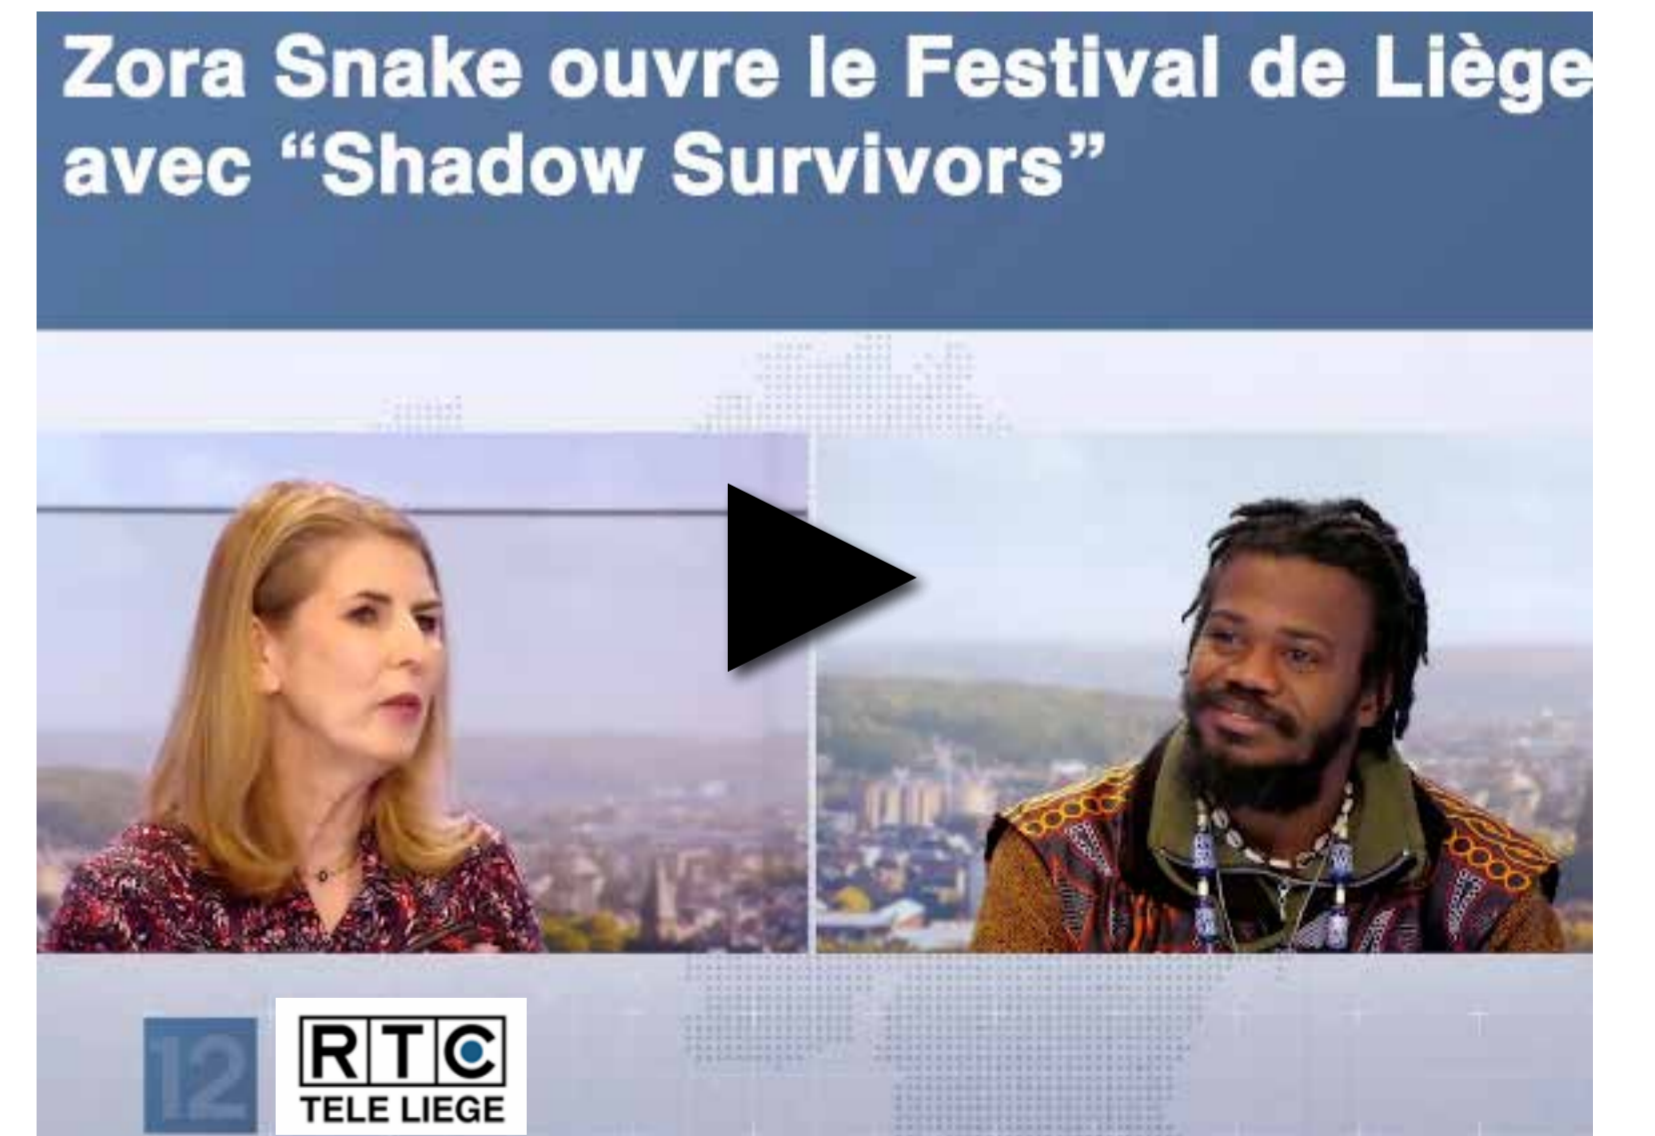 Zora Snake ouvre le Festival de Liège
avec “Shadow Survivors”
12
RTC
TELE LIEGE